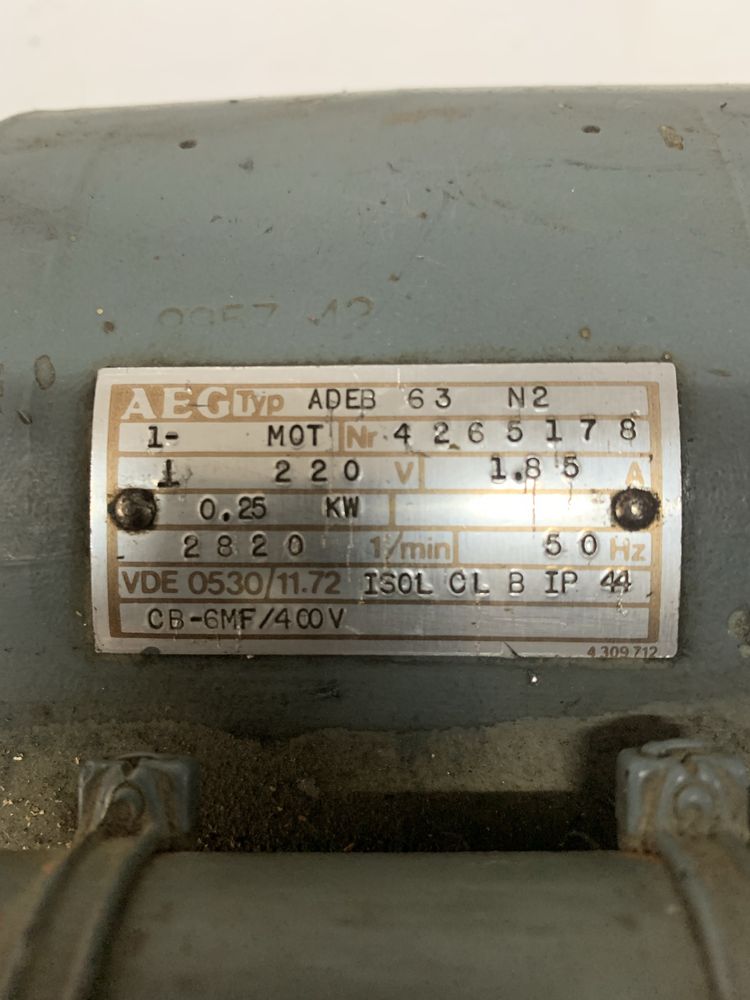 AEG Typ ADEB 63 N2
1- MOT Nr 4265178
⊥ 220 V 1.85 A
0.25 KW
2820 1/min 50 Hz
VDE 0530/11.72 ISOL CL B IP 44
CB-6MF/400V
4 309 712